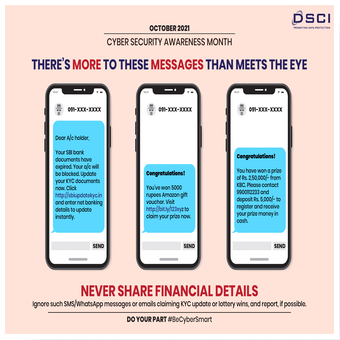 OCTOBER 2021
DSCI
PROMOTING DATA PROTECTION
CYBER SECURITY AWARENESS MONTH
THERE'S MORE TO THESE MESSAGES THAN MEETS THE EYE
091-XXX-XXXX
Dear A/c holder,
Your SBI bank
documents have
expired. Your a/c will
be blocked. Update
your KYC documents
now. Click
http://sbiupdatekyc.in
and enter net banking
details to update
instantly.
SEND
091-XXX-XXXX
Congratulations!
You've won 5000
rupees Amazon gift
voucher. Visit
http://bit.ly/123xyz to
claim your prize now.
SEND
091-XXX-XXXX
Congratulations!
You have won a prize
of Rs. 2,50,000/- from
KBC. Please contact
and
deposit Rs. 5,000/- to
register and receive
your prize money in
cash.
SEND
NEVER SHARE FINANCIAL DETAILS
Ignore such SMS/WhatsApp messages or emails claiming KYC update or lottery wins, and report, if possible.
DO YOUR PART #BeCyberSmart